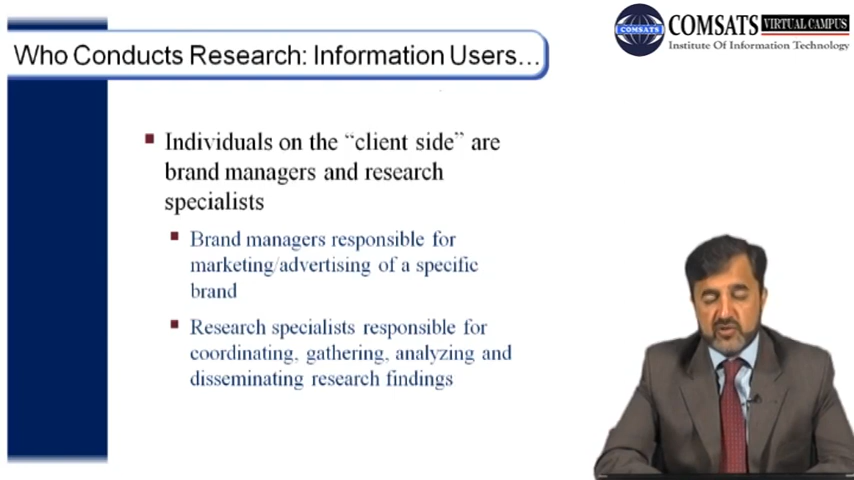 COMSATS VIRTUAL CAMPUS
COMSATS
Institute Of Information Technology
Who Conducts Research: Information Users…
Individuals on the “client side” are
brand managers and research
specialists
Brand managers responsible for
marketing/advertising of a specific
brand
Research specialists responsible for
coordinating, gathering, analyzing and
disseminating research findings